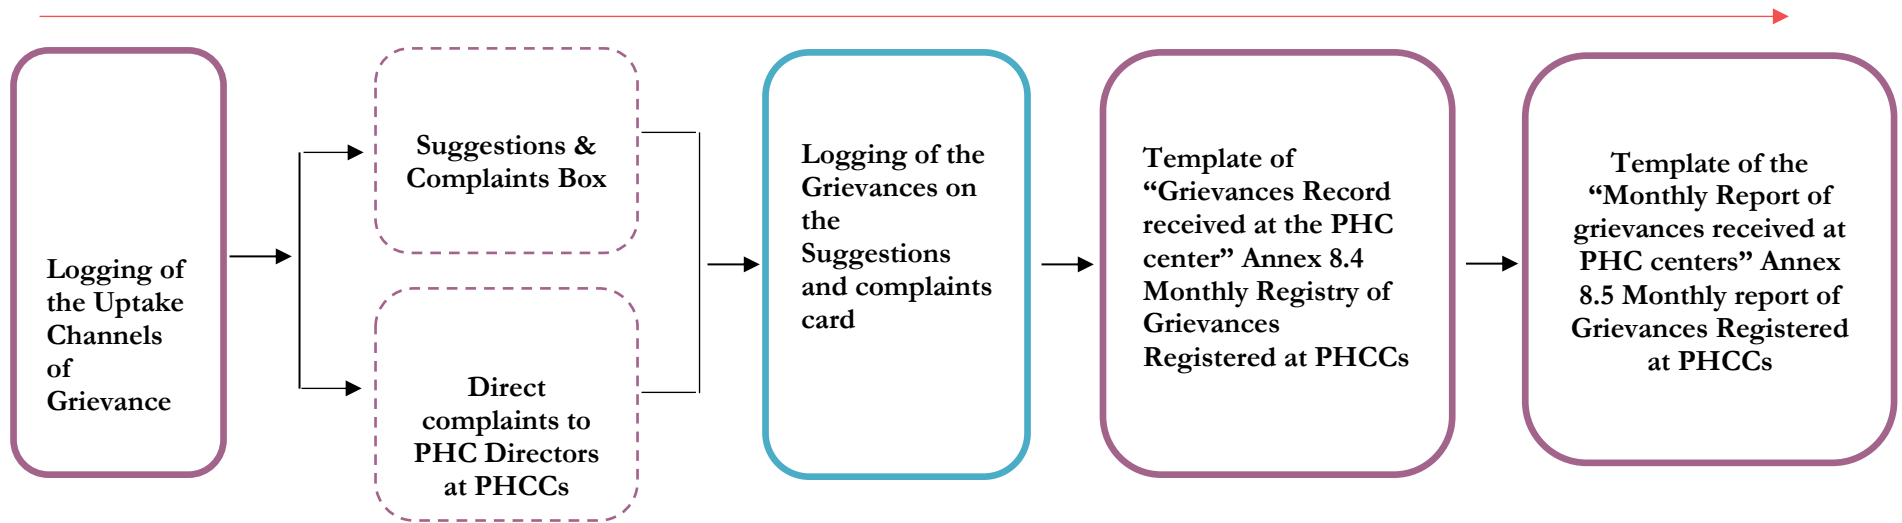 Logging of
the Uptake
Channels
of
Grievance
Suggestions &
Complaints Box
Direct
complaints to
PHC Directors
at PHCCs
Logging of the
Grievances on
the
Suggestions
and complaints
card
Template of
“Grievances Record
received at the PHC
center” Annex 8.4
Monthly Registry of
Grievances
Registered at PHCCs
Template of the
“Monthly Report of
grievances received at
PHC centers” Annex
8.5 Monthly report of
Grievances Registered
at PHCCs